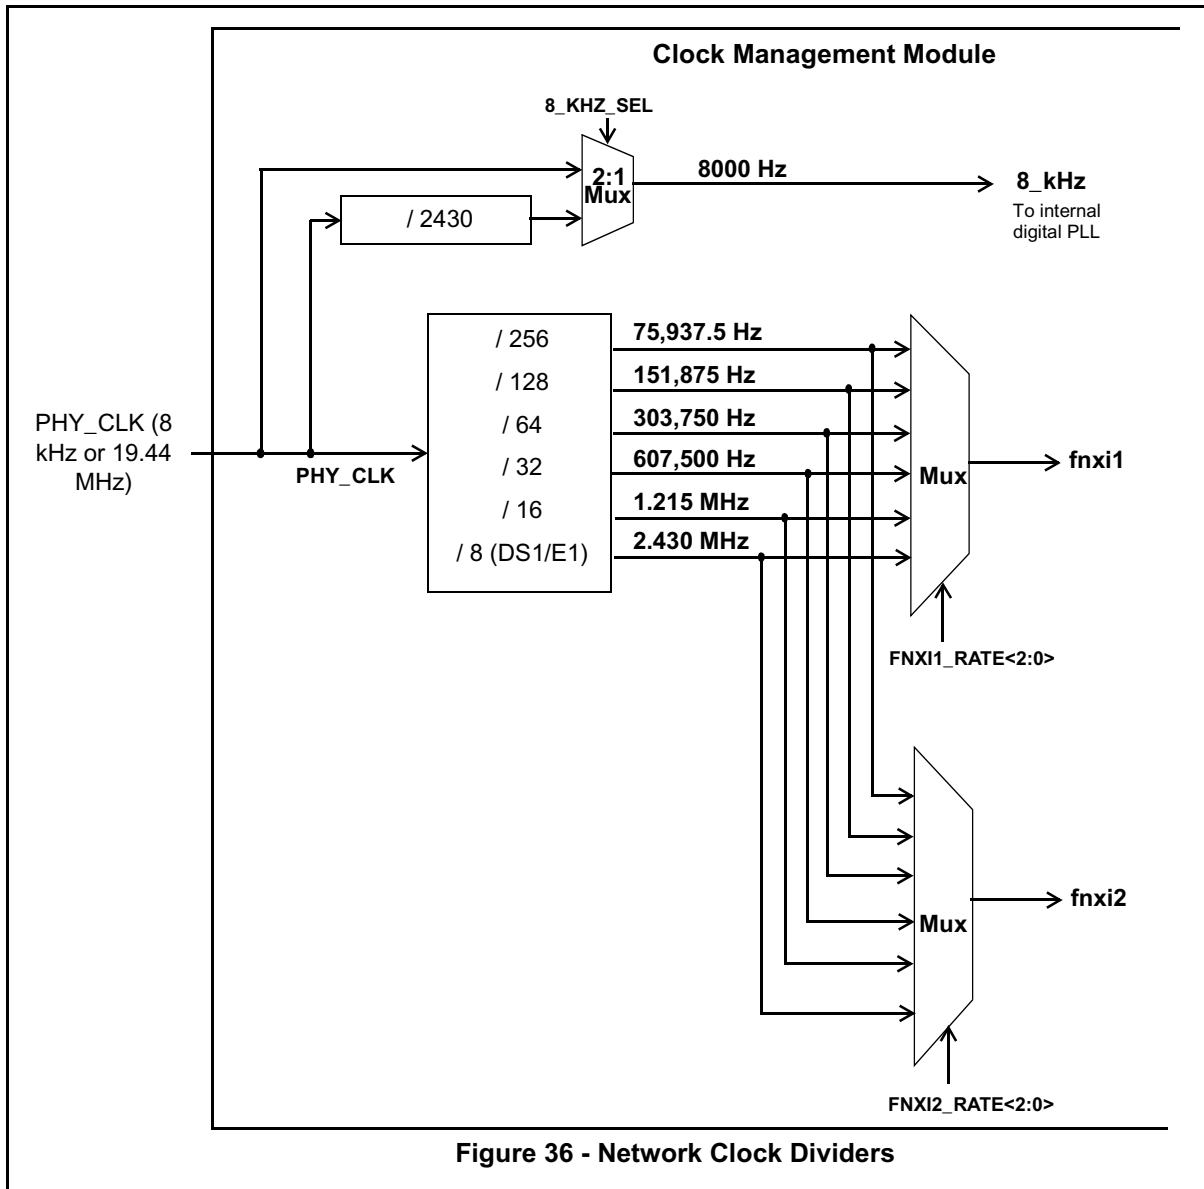 Clock Management Module
8_KHZ_SEL
2:1
Mux
8000 Hz
8_kHz
To internal
digital PLL
/ 2430
PHY_CLK (8
kHz or 19.44
MHz)
PHY_CLK
/ 256
/ 128
/ 64
/ 32
/ 16
/ 8 (DS1/E1)
75,937.5 Hz
151,875 Hz
303,750 Hz
607,500 Hz
1.215 MHz
2.430 MHz
Mux
fnxi1
FNXI1_RATE<2:0>
Mux
fnxi2
FNXI2_RATE<2:0>
Figure 36 - Network Clock Dividers